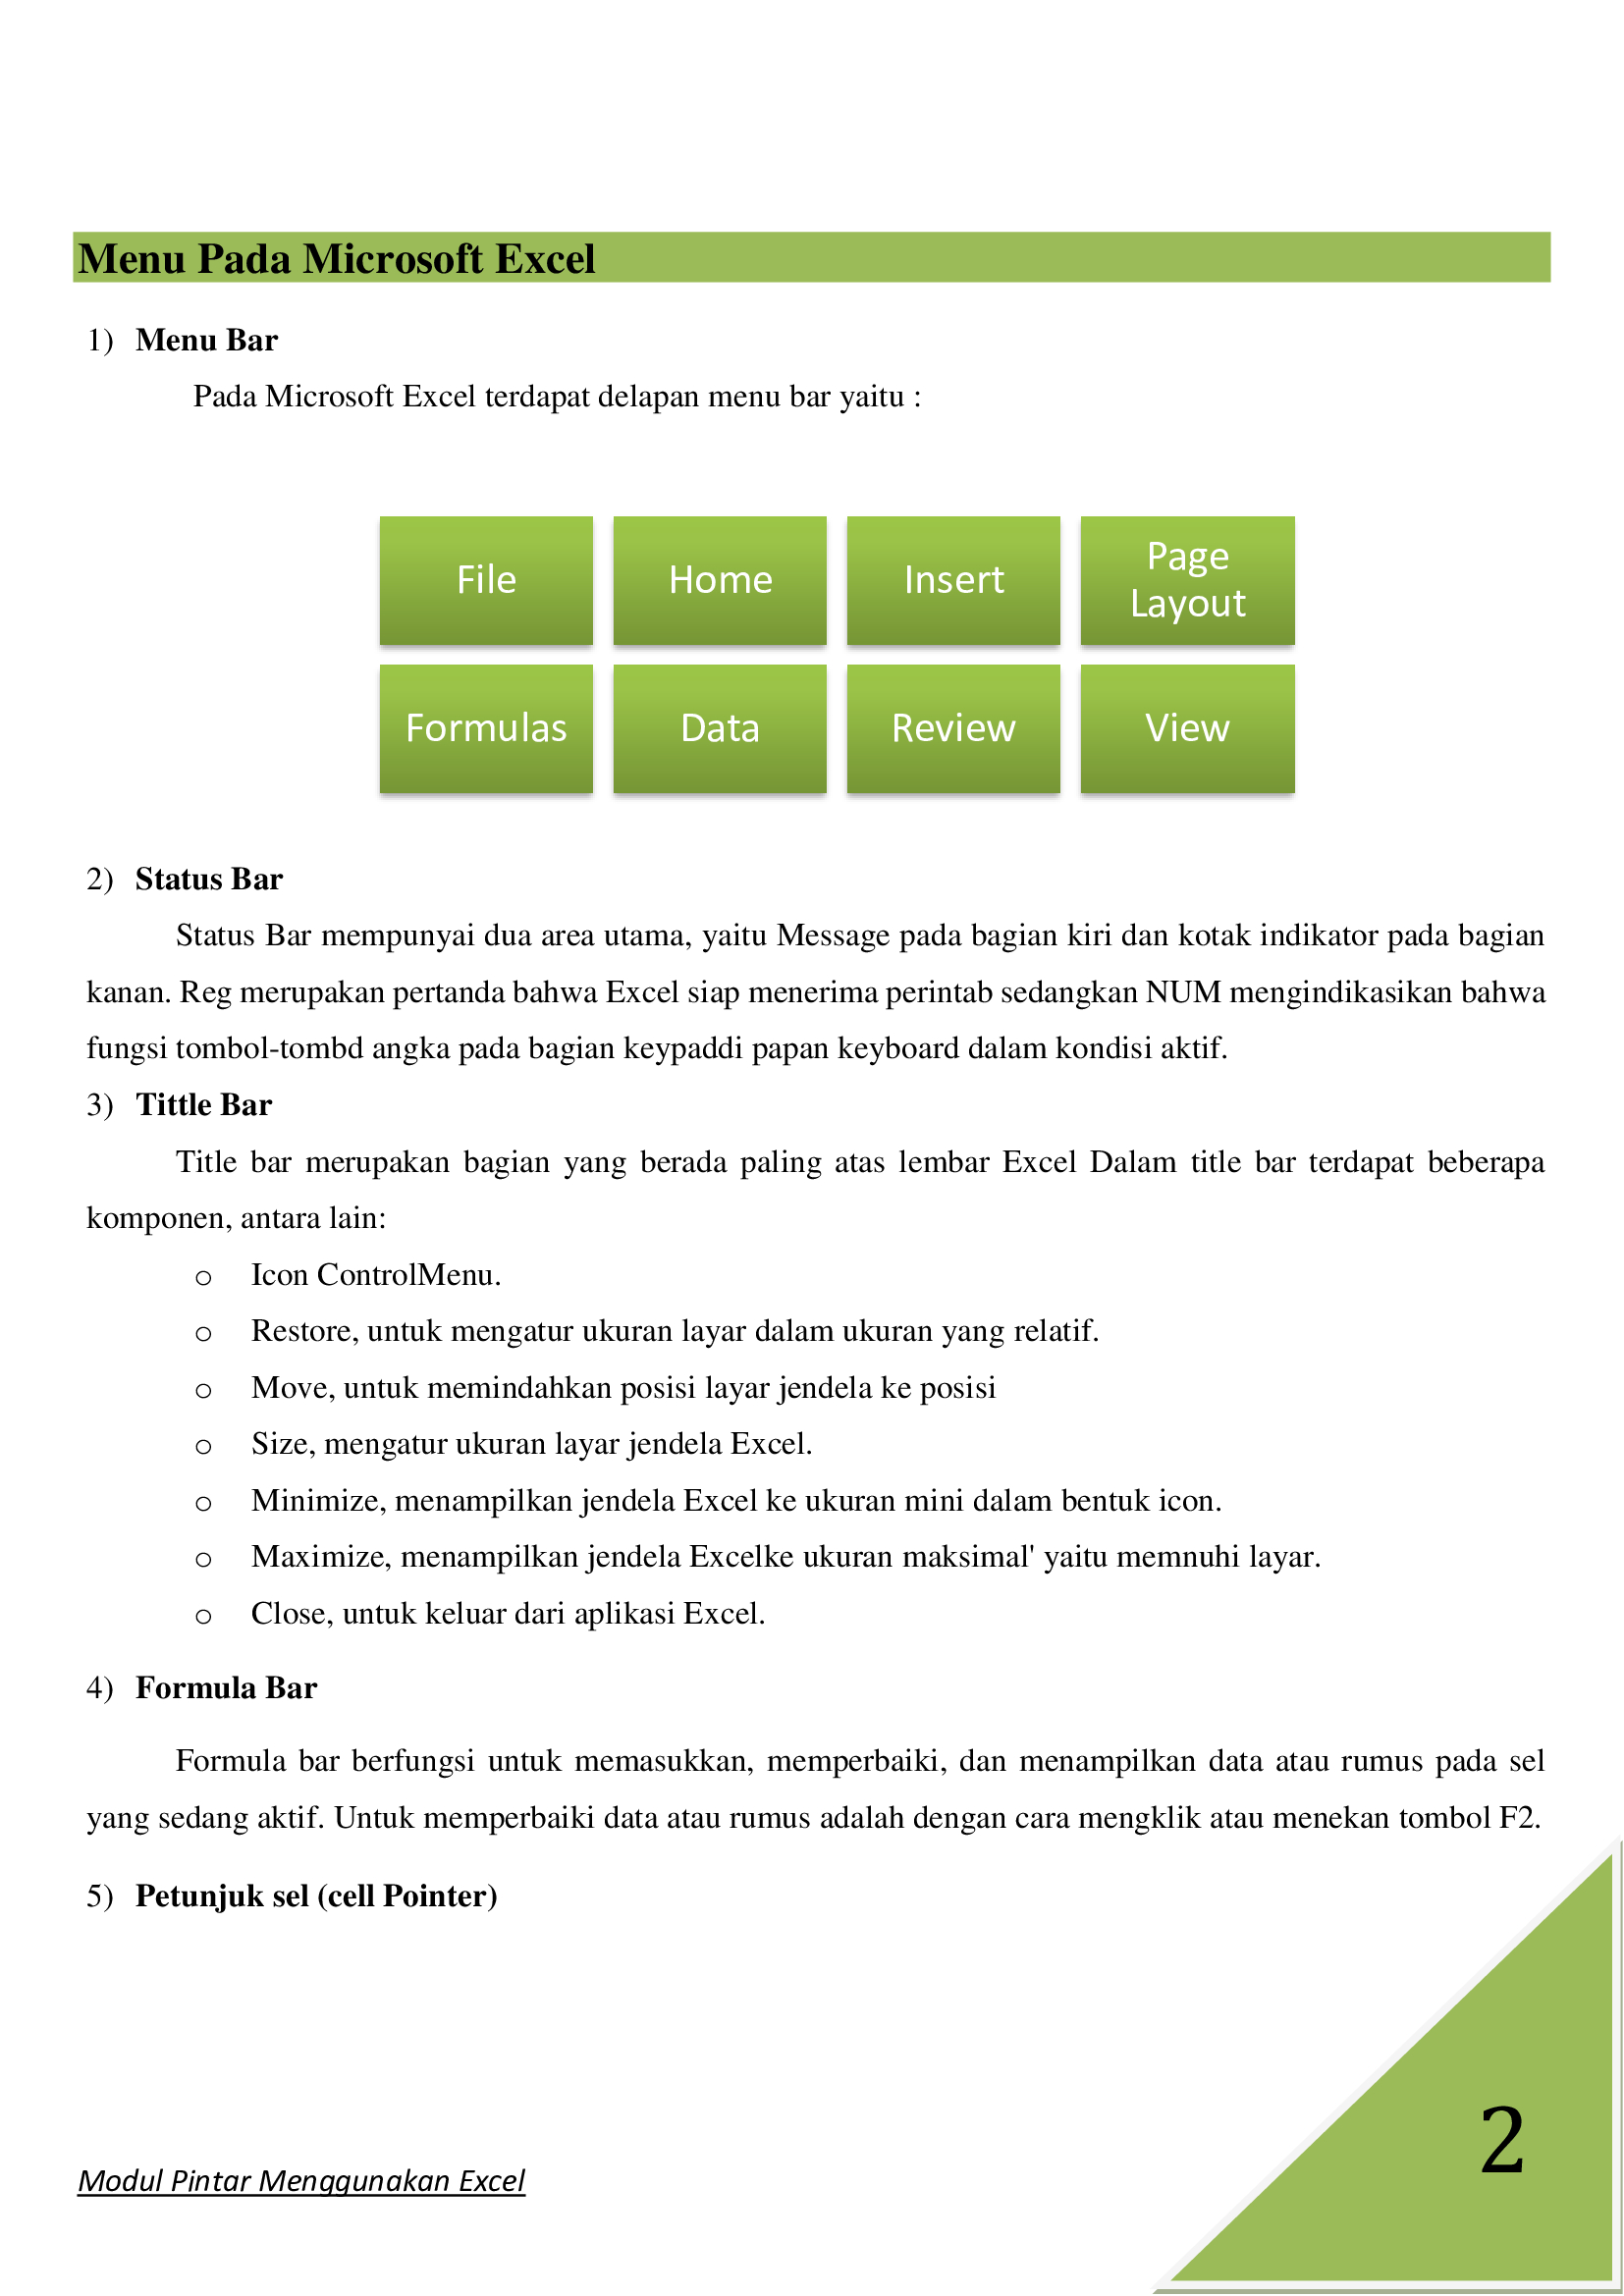 Menu Pada Microsoft Excel
1) Menu Bar
Pada Microsoft Excel terdapat delapan menu bar yaitu :
File
Home
Insert
Page
Layout
Formulas
Data
Review
View
2) Status Bar
Status Bar mempunyai dua area utama, yaitu Message pada bagian kiri dan kotak indikator pada bagian
kanan. Reg merupakan pertanda bahwa Excel siap menerima perintab sedangkan NUM mengindikasikan bahwa
fungsi tombol-tombd angka pada bagian keypaddi papan keyboard dalam kondisi aktif.
3) Tittle Bar
Title bar merupakan bagian yang berada paling atas lembar Excel Dalam title bar terdapat beberapa
komponen, antara lain:
o Icon ControlMenu.
o Restore, untuk mengatur ukuran layar dalam ukuran yang relatif.
o Move, untuk memindahkan posisi layar jendela ke posisi
o Size, mengatur ukuran layar jendela Excel.
o Minimize, menampilkan jendela Excel ke ukuran mini dalam bentuk icon.
o Maximize, menampilkan jendela Excelke ukuran maksimal' yaitu memnuhi layar.
o Close, untuk keluar dari aplikasi Excel.
4) Formula Bar
Formula bar berfungsi untuk memasukkan, memperbaiki, dan menampilkan data atau rumus pada sel
yang sedang aktif. Untuk memperbaiki data atau rumus adalah dengan cara mengklik atau menekan tombol F2.
5) Petunjuk sel (cell Pointer)
2
Modul Pintar Menggunakan Excel